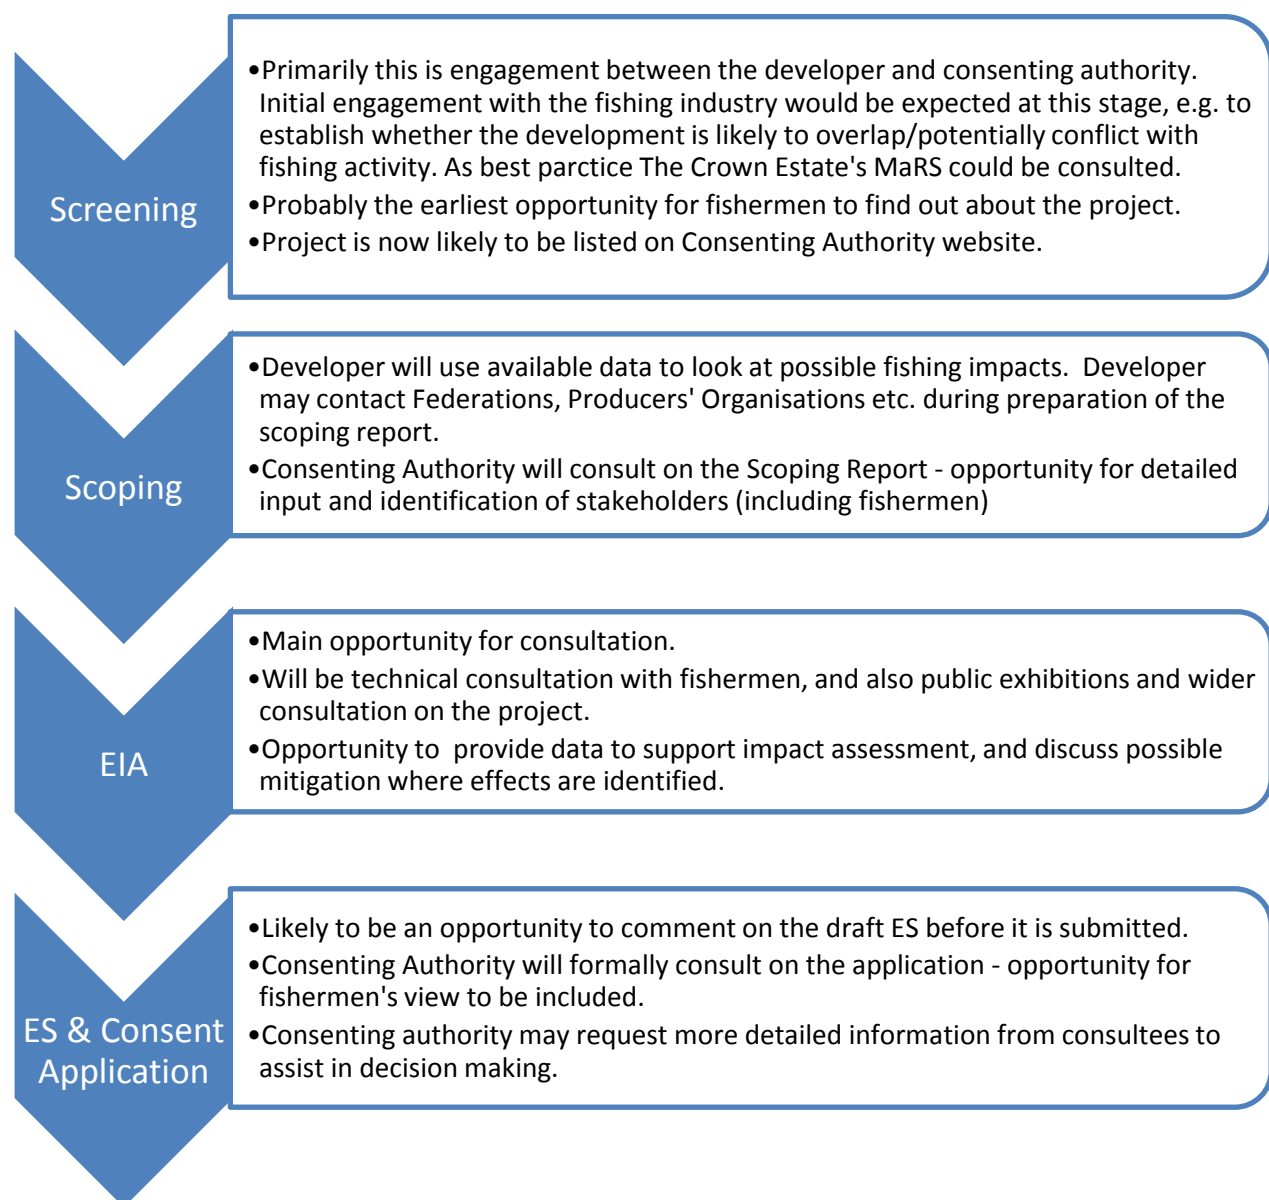 Screening
•Primarily this is engagement between the developer and consenting authority.
Initial engagement with the fishing industry would be expected at this stage, e.g. to
establish whether the development is likely to overlap/potentially conflict with
fishing activity. As best parctice The Crown Estate's MaRS could be consulted.
•Probably the earliest opportunity for fishermen to find out about the project.
•Project is now likely to be listed on Consenting Authority website.
Scoping
•Developer will use available data to look at possible fishing impacts.  Developer
may contact Federations, Producers' Organisations etc. during preparation of the
scoping report.
•Consenting Authority will consult on the Scoping Report - opportunity for detailed
input and identification of stakeholders (including fishermen)
EIA
•Main opportunity for consultation.
•Will be technical consultation with fishermen, and also public exhibitions and wider
consultation on the project.
•Opportunity to  provide data to support impact assessment, and discuss possible
mitigation where effects are identified.
ES & Consent
Application
•Likely to be an opportunity to comment on the draft ES before it is submitted.
•Consenting Authority will formally consult on the application - opportunity for
fishermen's view to be included.
•Consenting authority may request more detailed information from consultees to
assist in decision making.